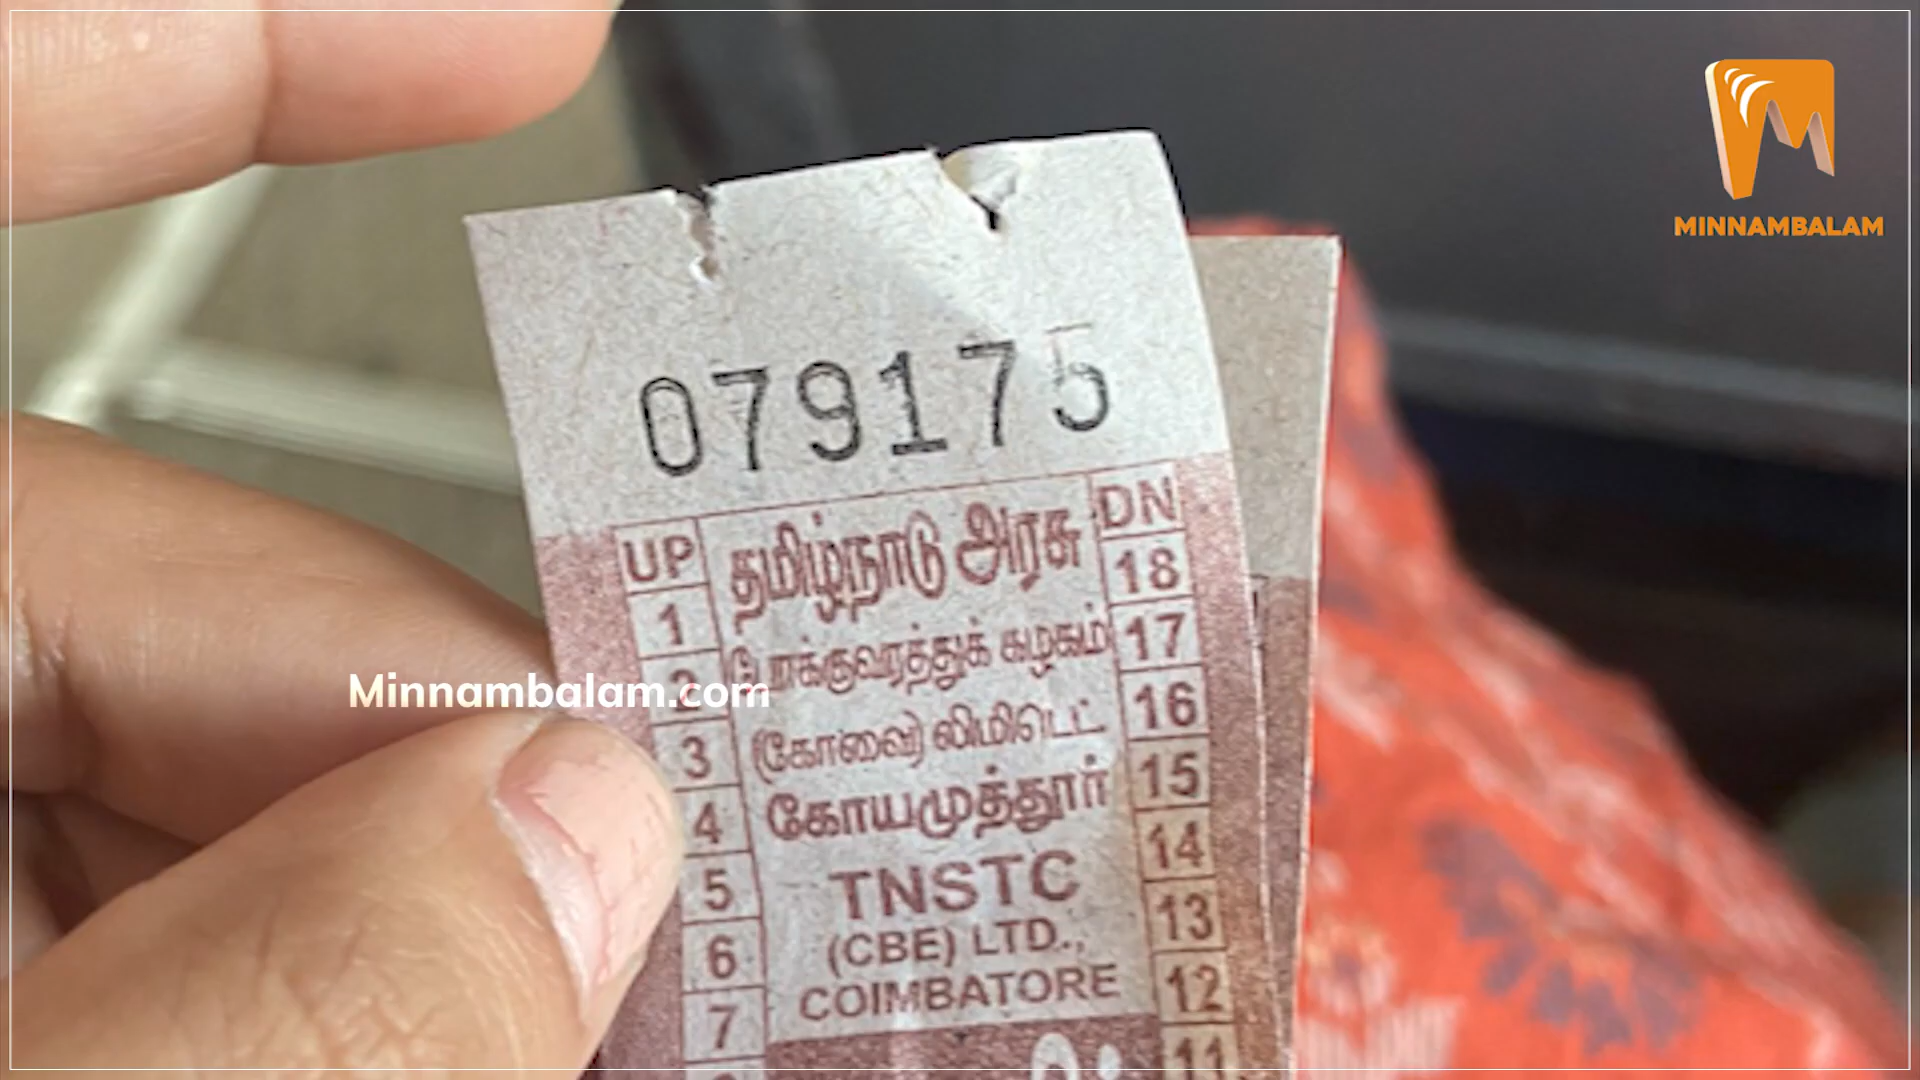 MINNAMBALAM
079175
UP
DN
தமிழ்நாடு அரசு
போக்குவரத்துக் கழகம்
(கோவை) லிமிடெட்
கோயமுத்தூர்
TNSTC
(CBE) LTD.,
COIMBATORE
1
2
3
4
5
6
7
18
17
16
15
14
13
12
11
Minnambalam.com